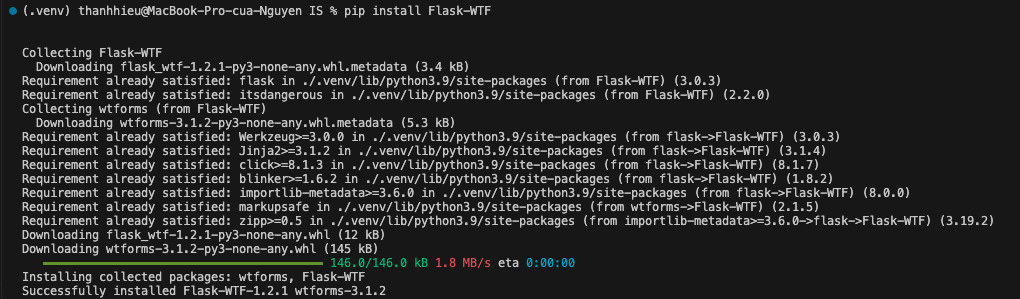 (.venv) thanhhieu@MacBook-Pro-cua-Nguyen IS % pip install Flask-WTF
Collecting Flask-WTF
Downloading flask_wtf-1.2.1-py3-none-any.whl.metadata (3.4 kB)
Requirement already satisfied: flask in ./.venv/lib/python3.9/site-packages (from Flask-WTF) (3.0.3)
Requirement already satisfied: itsdangerous in ./.venv/lib/python3.9/site-packages (from Flask-WTF) (2.2.0)
Collecting wtforms (from Flask-WTF)
Downloading wtforms-3.1.2-py3-none-any.whl.metadata (5.3 kB)
Requirement already satisfied: Werkzeug>=3.0.0 in ./.venv/lib/python3.9/site-packages (from flask->Flask-WTF) (3.0.3)
Requirement already satisfied: Jinja2>=3.1.2 in ./.venv/lib/python3.9/site-packages (from flask->Flask-WTF) (3.1.4)
Requirement already satisfied: click>=8.1.3 in ./.venv/lib/python3.9/site-packages (from flask->Flask-WTF) (8.1.7)
Requirement already satisfied: blinker>=1.6.2 in ./.venv/lib/python3.9/site-packages (from flask->Flask-WTF) (1.8.2)
Requirement already satisfied: importlib-metadata>=3.6.0 in ./.venv/lib/python3.9/site-packages (from flask->Flask-WTF) (8.0.0)
Requirement already satisfied: markupsafe in ./.venv/lib/python3.9/site-packages (from wtforms->Flask-WTF) (2.1.5)
Requirement already satisfied: zipp>=0.5 in ./.venv/lib/python3.9/site-packages (from importlib-metadata>=3.6.0->flask->Flask-WTF) (3.19.2)
Downloading flask_wtf-1.2.1-py3-none-any.whl (12 kB)
Downloading wtforms-3.1.2-py3-none-any.whl (145 kB)
146.0/146.0 kB 1.8 MB/s eta 0:00:00
Installing collected packages: wtforms, Flask-WTF
Successfully installed Flask-WTF-1.2.1 wtforms-3.1.2